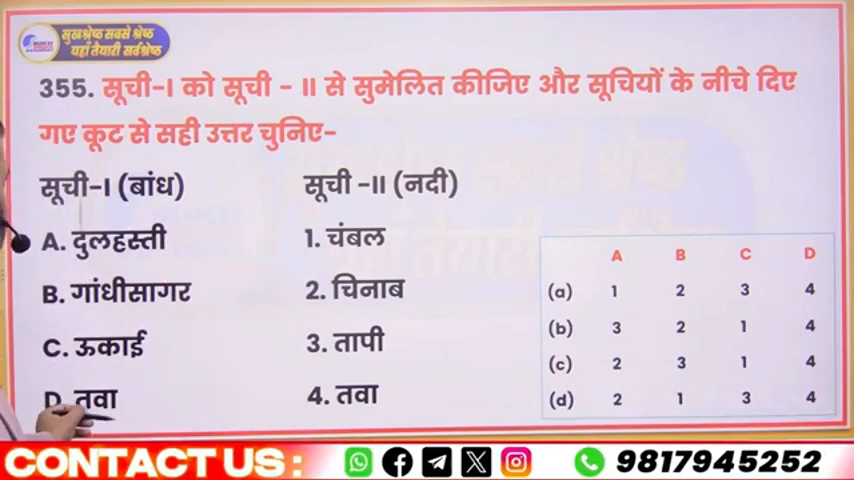 सुखश्रेष्ठ सबसे श्रेष्ठ
यहाँ तैयारी सर्वश्रेष्ठ
355. सूची-I को सूची - II से सुमेलित कीजिए और सूचियों के नीचे दिए
गए कूट से सही उत्तर चुनिए-
सूची-I (बांध) सूची -II (नदी)
A. दुलहस्ती 1. चंबल
B. गांधीसागर 2. चिनाब
C. ऊकाई 3. तापी
D. तवा 4. तवा
A B C D
(a) 1 2 3 4
(b) 3 2 1 4
(c) 2 3 1 4
(d) 2 1 3 4
CONTACT US : 9817945252